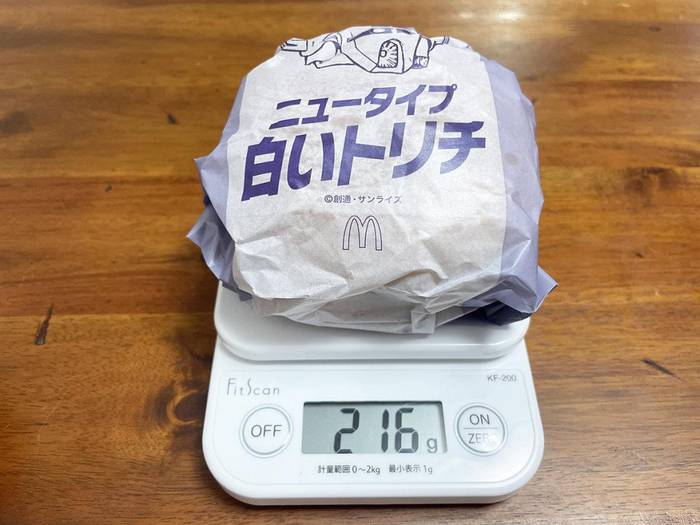 ニュータイプ
白いトリチ
©創通・サンライズ
FitScan
KF-200
OFF
216g
ON
ZERO
計量範囲 0～2kg 最小表示 1g